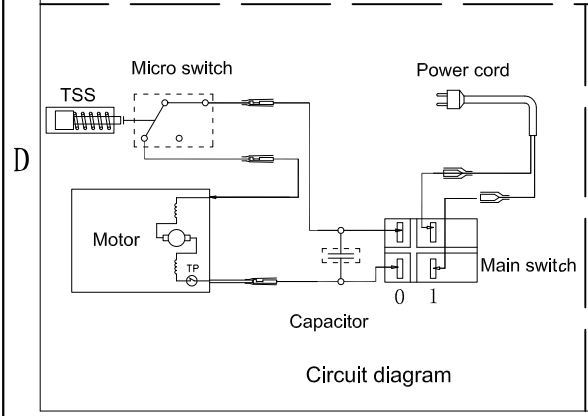 Micro switch
Power cord
TSS
D
Motor
TP
Main switch
0 1
Capacitor
Circuit diagram